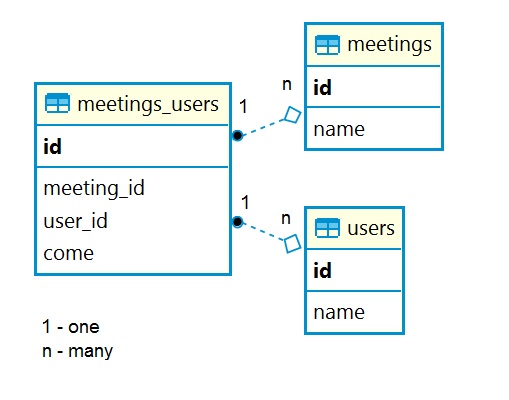 meetings
n
id
1
meetings_users
name
id
meeting_id
1
n
user_id
users
come
id
name
1 - one
n - many